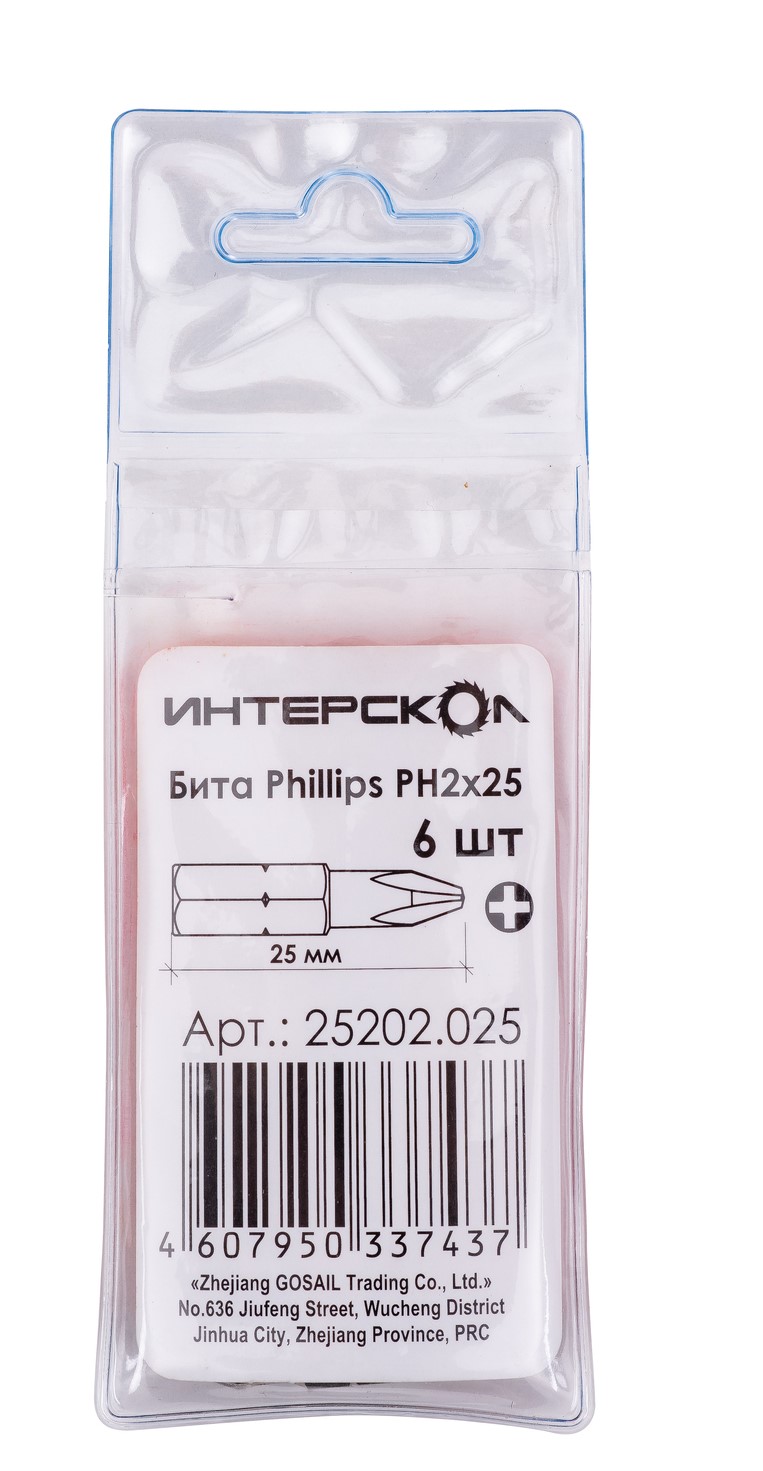 ИНТЕРСКОЛ
Бита Phillips PH2x25
6 шт
25 мм
Арт.: 25202.025
4 607950 337437
«Zhejiang GOSAIL Trading Co., Ltd.»
No.636 Jiufeng Street, Wucheng District
Jinhua City, Zhejiang Province, PRC